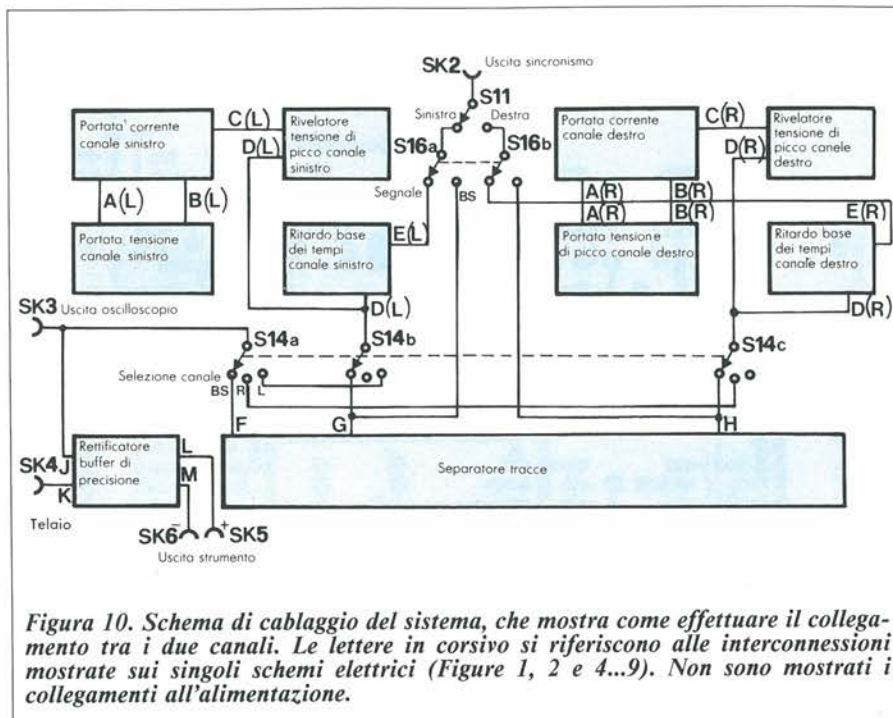 SK2 Uscita sincronismo
S11
Sinistra Destra
S16a S16b
Segnale
BS
Portata corrente
canale sinistro
C(L)
D(L)
Rivelatore
tensione di
picco canale
sinistro
A(L) B(L)
Portata tensione
canale sinistro
Ritardo base
dei tempi
canale sinistro
E(L)
D(L)
Portata corrente
canale destro
C(R)
D(R)
Rivelatore
tensione di
picco canele
destro
A(R) B(R)
A(R) B(R)
Portata tensione
di picco canale destro
Ritardo base
dei tempi
canale destro
E(R)
D(R)
SK3 Uscita oscilloscopio
S14a S14b S14c
Selezione canale
BS R L
F G H
Rettificatore
buffer di
precisione
SK4 J
K
L
M
Telaio
Separatore tracce
SK6 - + SK5
Uscita strumento
Figura 10. Schema di cablaggio del sistema, che mostra come effettuare il collega-
mento tra i due canali. Le lettere in corsivo si riferiscono alle interconnessioni
mostrate sui singoli schemi elettrici (Figure 1, 2 e 4...9). Non sono mostrati i
collegamenti all'alimentazione.